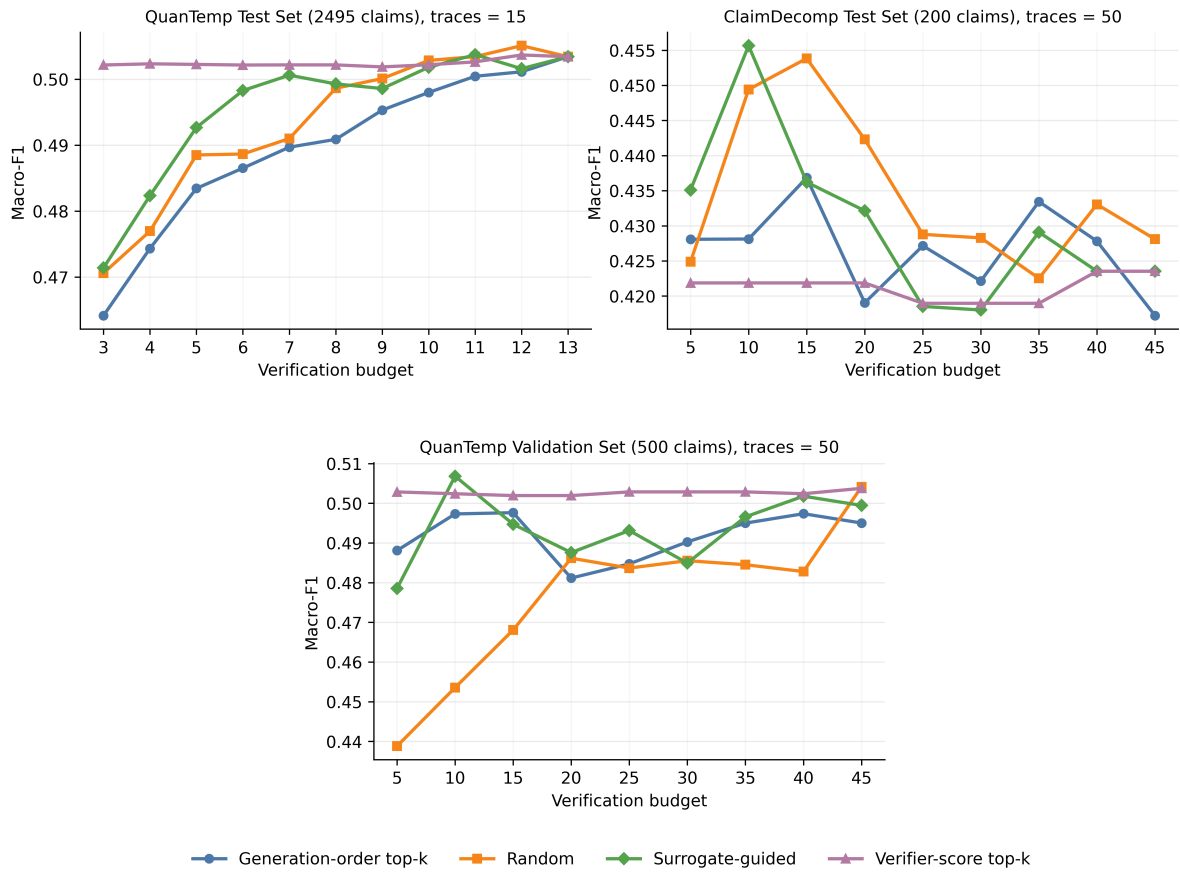 QuanTemp Test Set (2495 claims), traces = 15
Macro-F1
0.50
0.49
0.48
0.47
3 4 5 6 7 8 9 10 11 12 13
Verification budget
ClaimDecomp Test Set (200 claims), traces = 50
Macro-F1
0.455
0.450
0.445
0.440
0.435
0.430
0.425
0.420
5 10 15 20 25 30 35 40 45
Verification budget
QuanTemp Validation Set (500 claims), traces = 50
Macro-F1
0.51
0.50
0.49
0.48
0.47
0.46
0.45
0.44
5 10 15 20 25 30 35 40 45
Verification budget
Generation-order top-k Random Surrogate-guided Verifier-score top-k